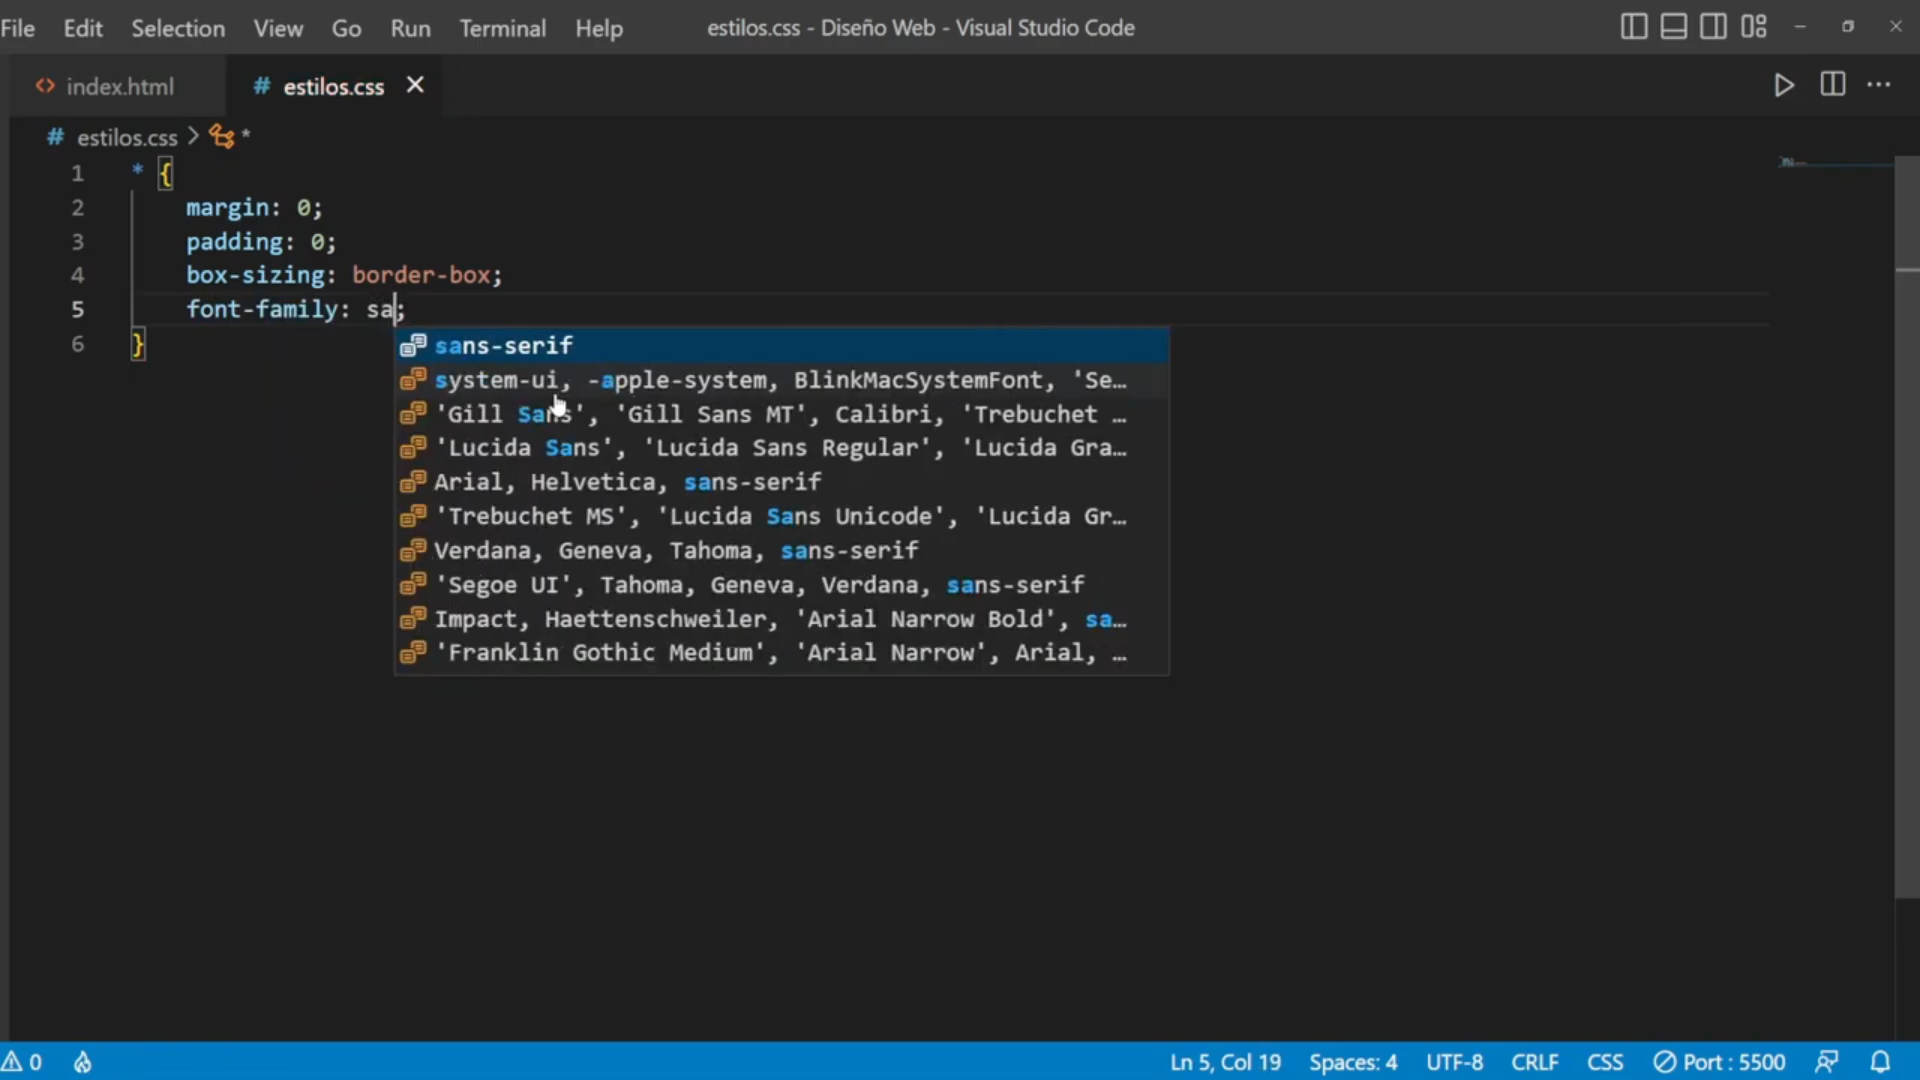 File Edit Selection View Go Run Terminal Help estilos.css - Diseño Web - Visual Studio Code
index.html # estilos.css
# estilos.css > *
1 * {
2 margin: 0;
3 padding: 0;
4 box-sizing: border-box;
5 font-family: sa;
6 }
sans-serif
system-ui, -apple-system, BlinkMacSystemFont, 'Se…
'Gill Sans', 'Gill Sans MT', Calibri, 'Trebuchet …
'Lucida Sans', 'Lucida Sans Regular', 'Lucida Gra…
Arial, Helvetica, sans-serif
'Trebuchet MS', 'Lucida Sans Unicode', 'Lucida Gr…
Verdana, Geneva, Tahoma, sans-serif
'Segoe UI', Tahoma, Geneva, Verdana, sans-serif
Impact, Haettenschweiler, 'Arial Narrow Bold', sa…
'Franklin Gothic Medium', 'Arial Narrow', Arial, …
0 Ln 5, Col 19 Spaces: 4 UTF-8 CRLF CSS Port : 5500